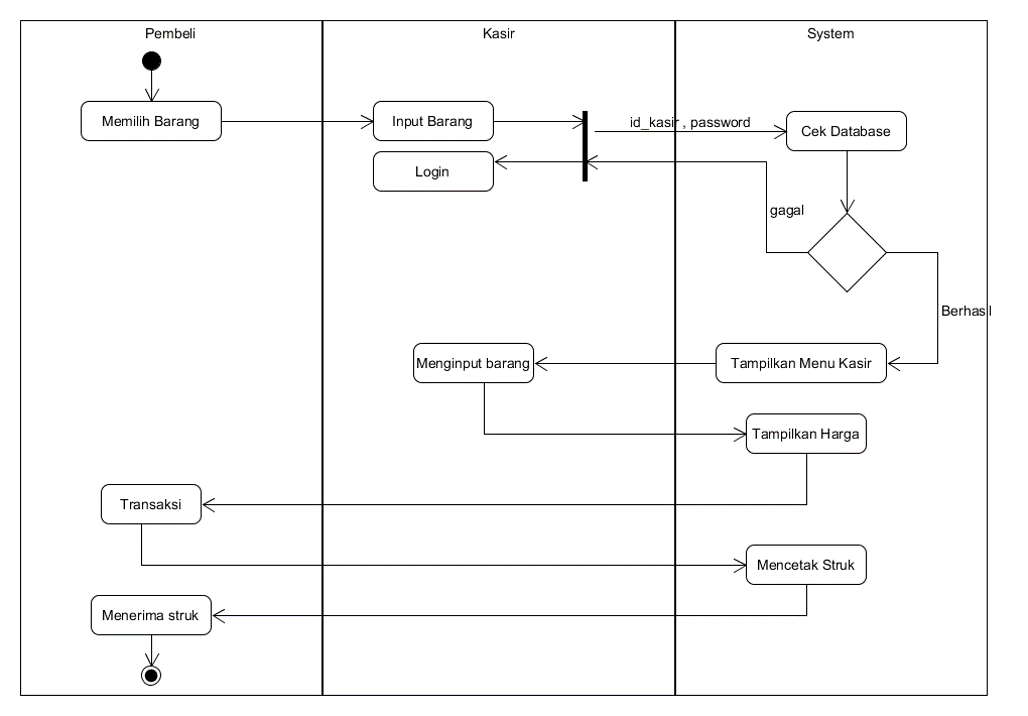 Pembeli
Kasir
System
Memilih Barang
Input Barang
id_kasir , password
Cek Database
Login
gagal
Berhasil
Menginput barang
Tampilkan Menu Kasir
Tampilkan Harga
Transaksi
Mencetak Struk
Menerima struk